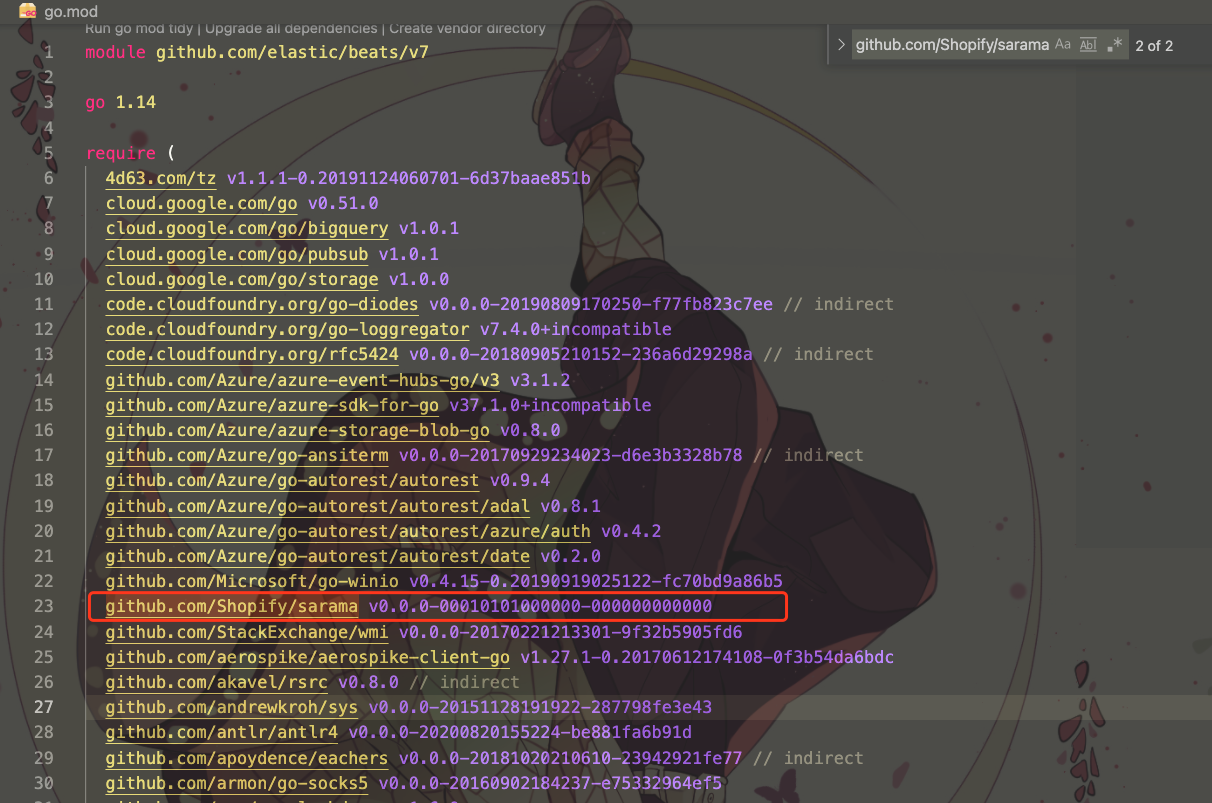 go.mod
Run go mod tidy | Upgrade all dependencies | Create vendor directory
github.com/Shopify/sarama Aa Abl .* 2 of 2
1 module github.com/elastic/beats/v7
2
3 go 1.14
4
5 require (
6 4d63.com/tz v1.1.1-0.20191124060701-6d37baae851b
7 cloud.google.com/go v0.51.0
8 cloud.google.com/go/bigquery v1.0.1
9 cloud.google.com/go/pubsub v1.0.1
10 cloud.google.com/go/storage v1.0.0
11 code.cloudfoundry.org/go-diodes v0.0.0-20190809170250-f77fb823c7ee // indirect
12 code.cloudfoundry.org/go-loggregator v7.4.0+incompatible
13 code.cloudfoundry.org/rfc5424 v0.0.0-20180905210152-236a6d29298a // indirect
14 github.com/Azure/azure-event-hubs-go/v3 v3.1.2
15 github.com/Azure/azure-sdk-for-go v37.1.0+incompatible
16 github.com/Azure/azure-storage-blob-go v0.8.0
17 github.com/Azure/go-ansiterm v0.0.0-20170929234023-d6e3b3328b78 // indirect
18 github.com/Azure/go-autorest/autorest v0.9.4
19 github.com/Azure/go-autorest/autorest/adal v0.8.1
20 github.com/Azure/go-autorest/autorest/azure/auth v0.4.2
21 github.com/Azure/go-autorest/autorest/date v0.2.0
22 github.com/Microsoft/go-winio v0.4.15-0.20190919025122-fc70bd9a86b5
23 github.com/Shopify/sarama v0.0.0-00010101000000-000000000000
24 github.com/StackExchange/wmi v0.0.0-20170221213301-9f32b5905fd6
25 github.com/aerospike/aerospike-client-go v1.27.1-0.20170612174108-0f3b54da6bdc
26 github.com/akavel/rsrc v0.8.0 // indirect
27 github.com/andrewkroh/sys v0.0.0-20151128191922-287798fe3e43
28 github.com/antlr/antlr4 v0.0.0-20200820155224-be881fa6b91d
29 github.com/apoydence/eachers v0.0.0-20181020210610-23942921fe77 // indirect
30 github.com/armon/go-socks5 v0.0.0-20160902184237-e75332964ef5